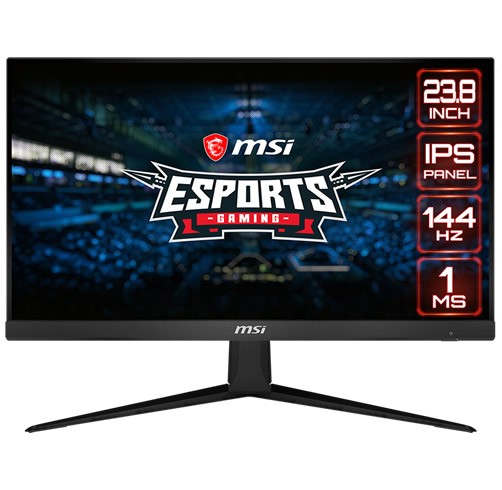 msi
ESPORTS
GAMING
23.8
INCH
IPS
PANEL
144
HZ
1
MS
msi